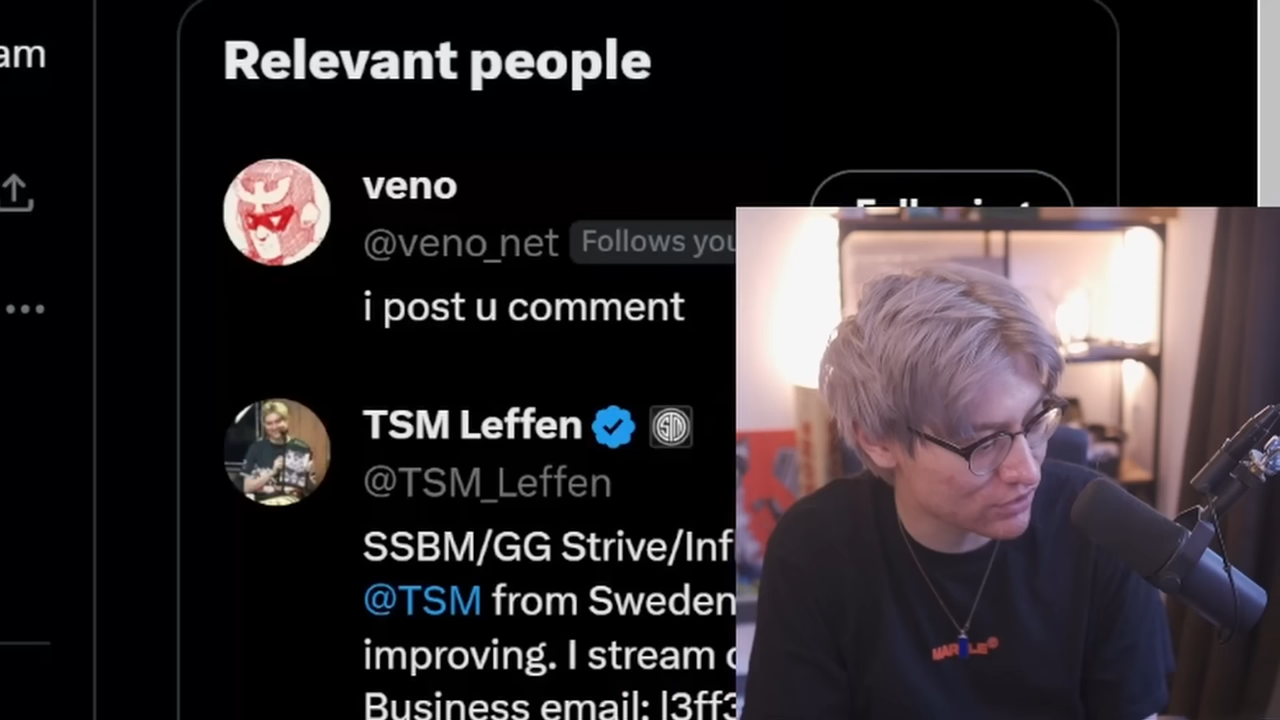 am
Relevant people
veno
@veno_net Follows you
i post u comment
TSM Leffen
@TSM_Leffen
SSBM/GG Strive/Inf
@TSM from Sweden
improving. I stream
Business email: l3ff